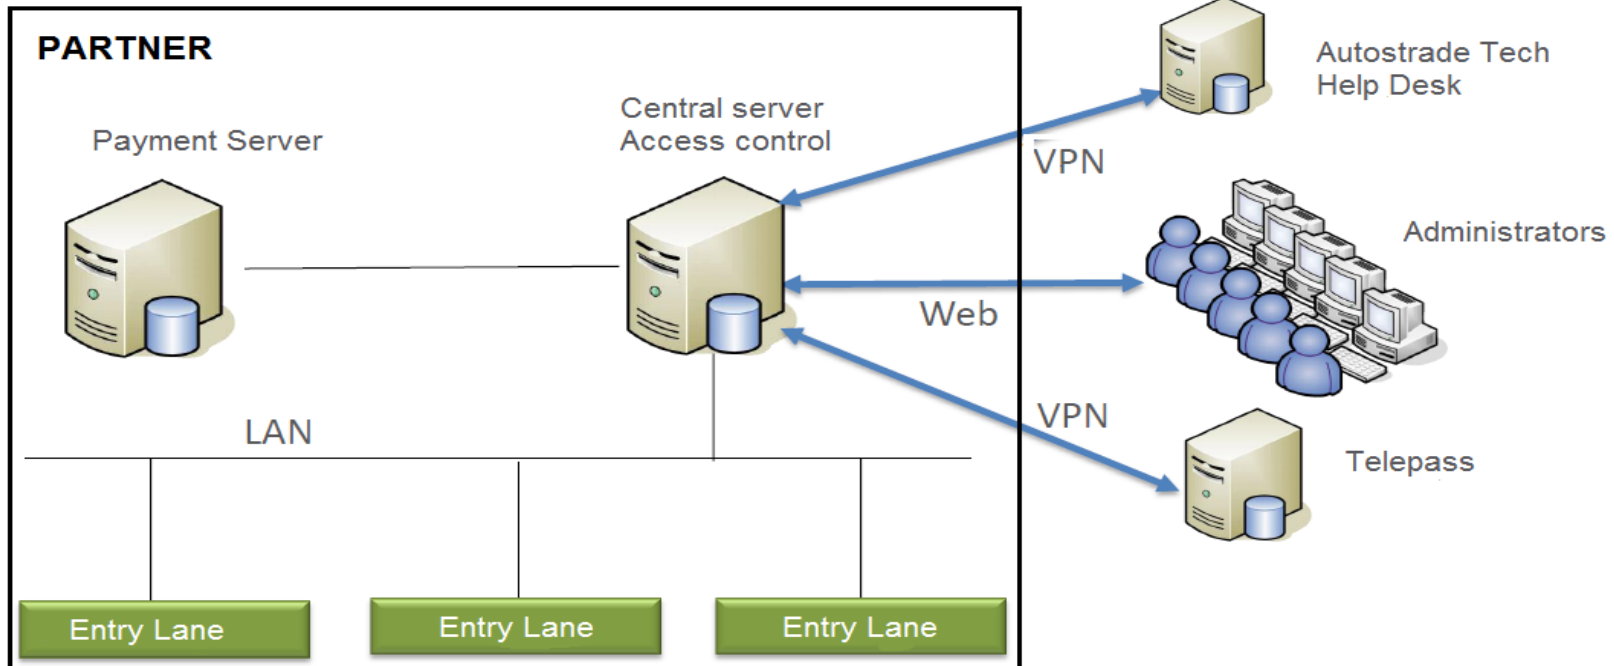 PARTNER
Payment Server
Central server
Access control
Autostrade Tech
Help Desk
VPN
Administrators
Web
VPN
Telepass
LAN
Entry Lane
Entry Lane
Entry Lane